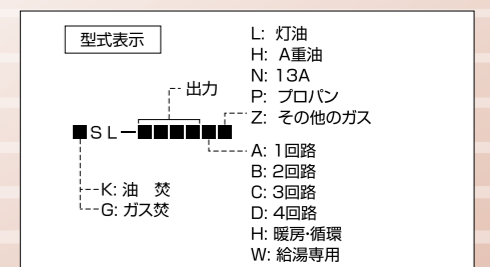 型式表示
L: 灯油
H: A重油
N: 13A
P: プロパン
Z: その他のガス
出力
■SL-■■■■■■
A: 1回路
B: 2回路
C: 3回路
D: 4回路
H: 暖房・循環
W: 給湯専用
K: 油 焚
G: ガス焚